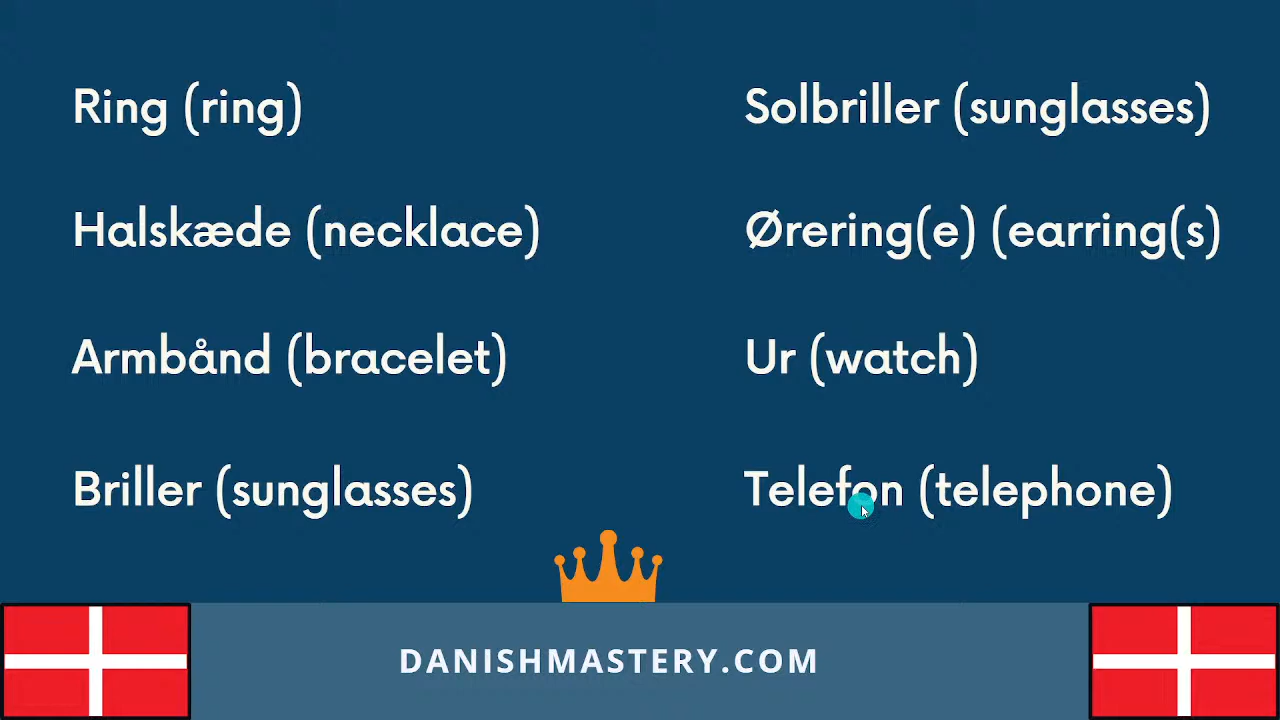 Ring (ring)
Halskæde (necklace)
Armbånd (bracelet)
Briller (sunglasses)
Solbriller (sunglasses)
Ørering(e) (earring(s)
Ur (watch)
Telefon (telephone)
DANISHMASTERY.COM